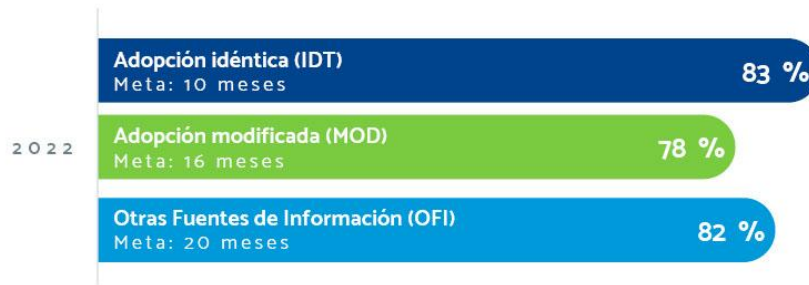 Adopción idéntica (IDT)
Meta: 10 meses
83 %
2022
Adopción modificada (MOD)
Meta: 16 meses
78 %
Otras Fuentes de Información (OFI)
Meta: 20 meses
82 %